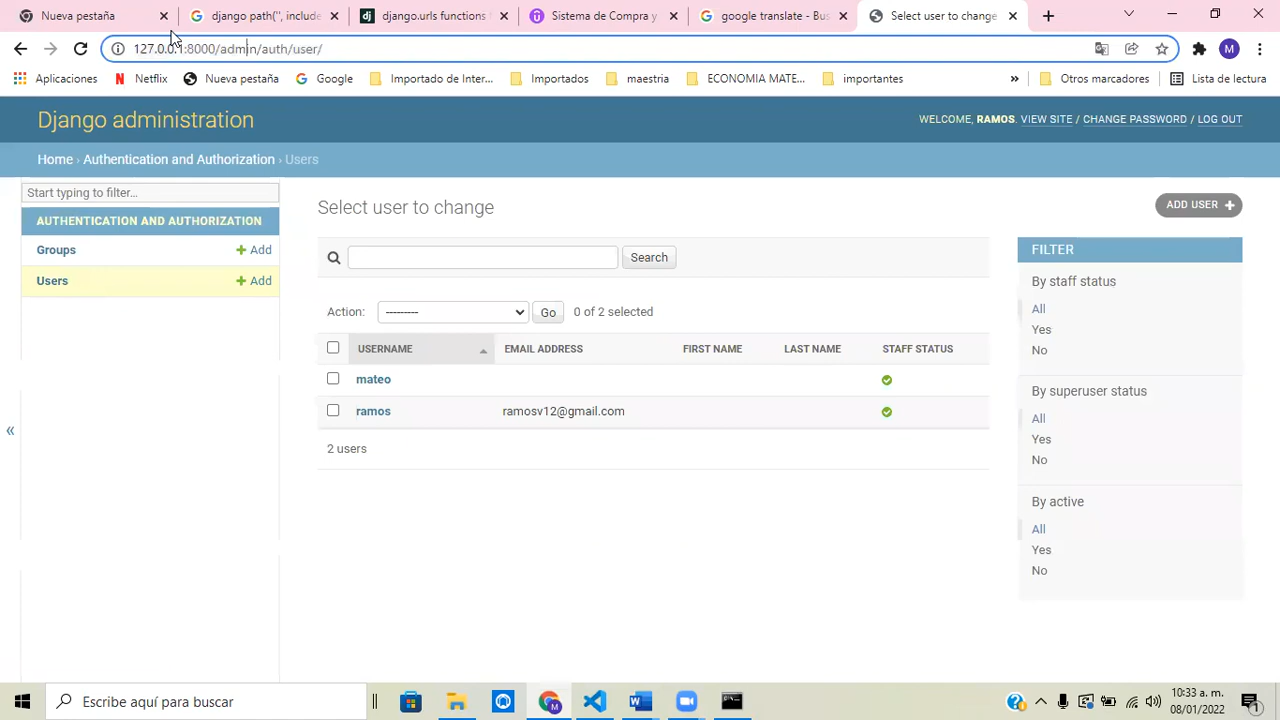 Nueva pestaña
django path('', include
django.urls functions f
Sistema de Compra y
google translate - Bus
Select user to change
127.0.0.1:8000/admin/auth/user/
M
Aplicaciones
Netflix
Nueva pestaña
Google
Importado de Inter...
Importados
maestria
ECONOMIA MATE...
importantes
»
Otros marcadores
Lista de lectura
Django administration
WELCOME, RAMOS. VIEW SITE / CHANGE PASSWORD / LOG OUT
Home › Authentication and Authorization › Users
Start typing to filter...
AUTHENTICATION AND AUTHORIZATION
Groups + Add
Users + Add
«
Select user to change
ADD USER +
Search
Action: --------- Go 0 of 2 selected
USERNAME EMAIL ADDRESS FIRST NAME LAST NAME STAFF STATUS
mateo
ramos ramosv12@gmail.com
2 users
FILTER
By staff status
All
Yes
No
By superuser status
All
Yes
No
By active
All
Yes
No
Escribe aquí para buscar
10:33 a. m.
08/01/2022